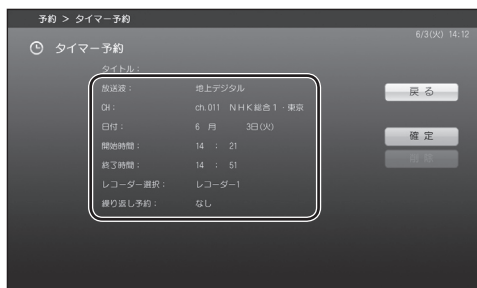 予約 > タイマー予約
6/3(火) 14:12
タイマー予約
タイトル：
放送波： 地上デジタル
CH： ch.011 NHK総合1・東京
日付： 6 月 3日(火)
開始時間： 14 ： 21
終了時間： 14 ： 51
レコーダー選択： レコーダー1
繰り返し予約： なし
戻る
確定
削除